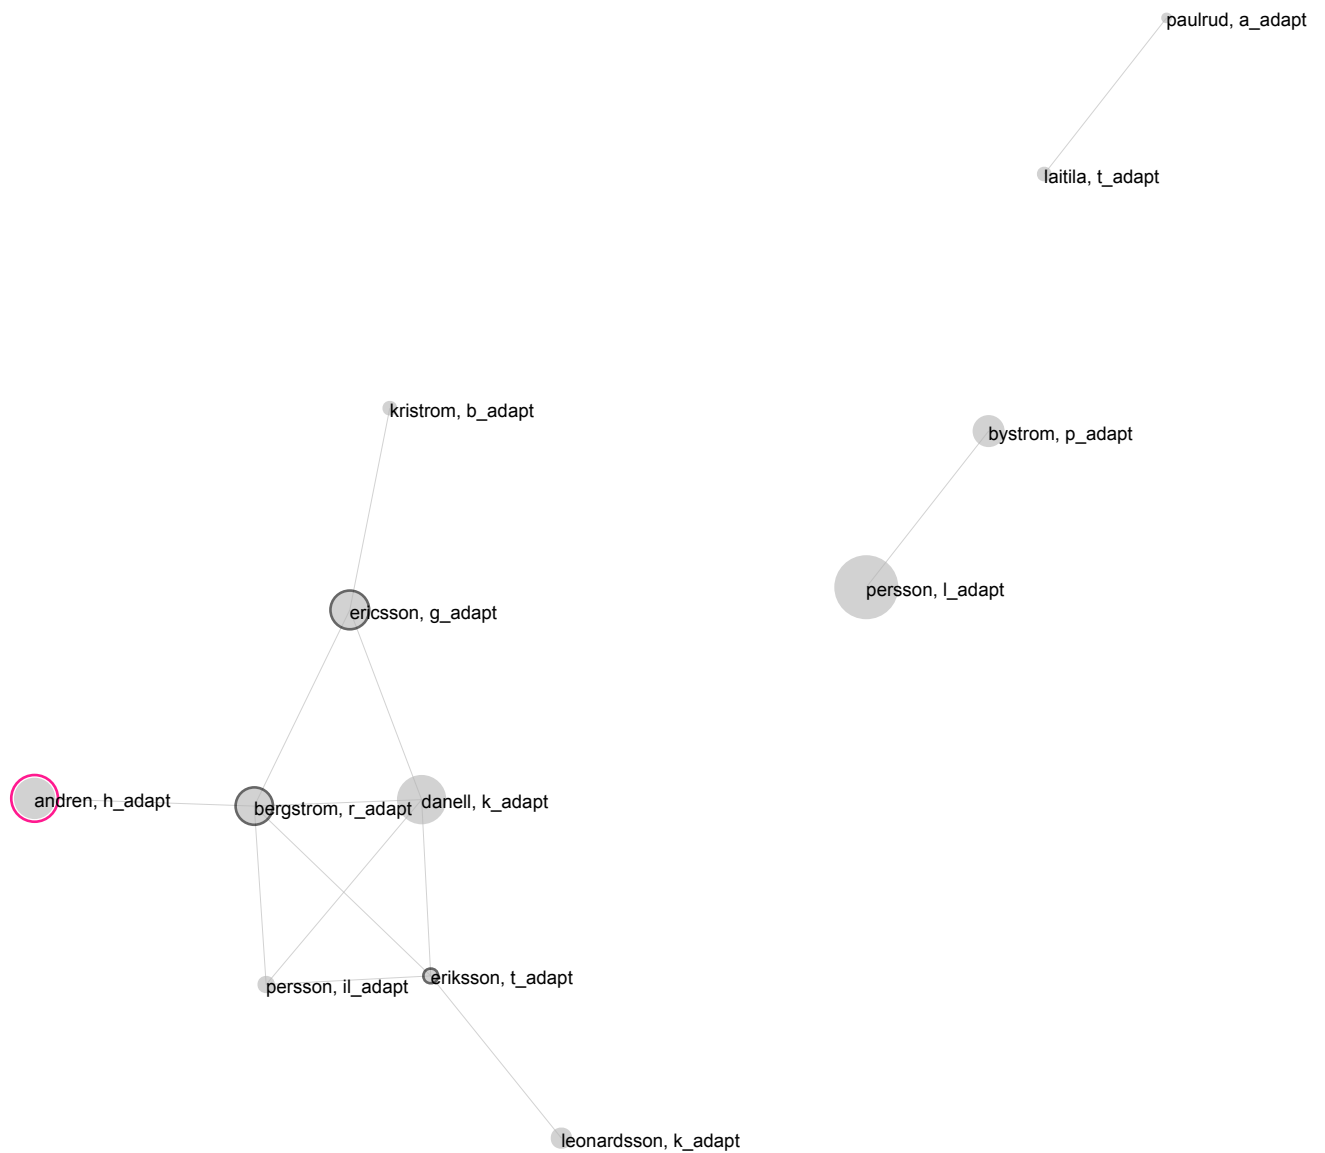 paulrud, a_adapt
laitila, t_adapt
kristrom, b_adapt
bystrom, p_adapt
persson, l_adapt
ericsson, g_adapt
andren, h_adapt
bergstrom, r_adapt
danell, k_adapt
persson, il_adapt
eriksson, t_adapt
leonardsson, k_adapt